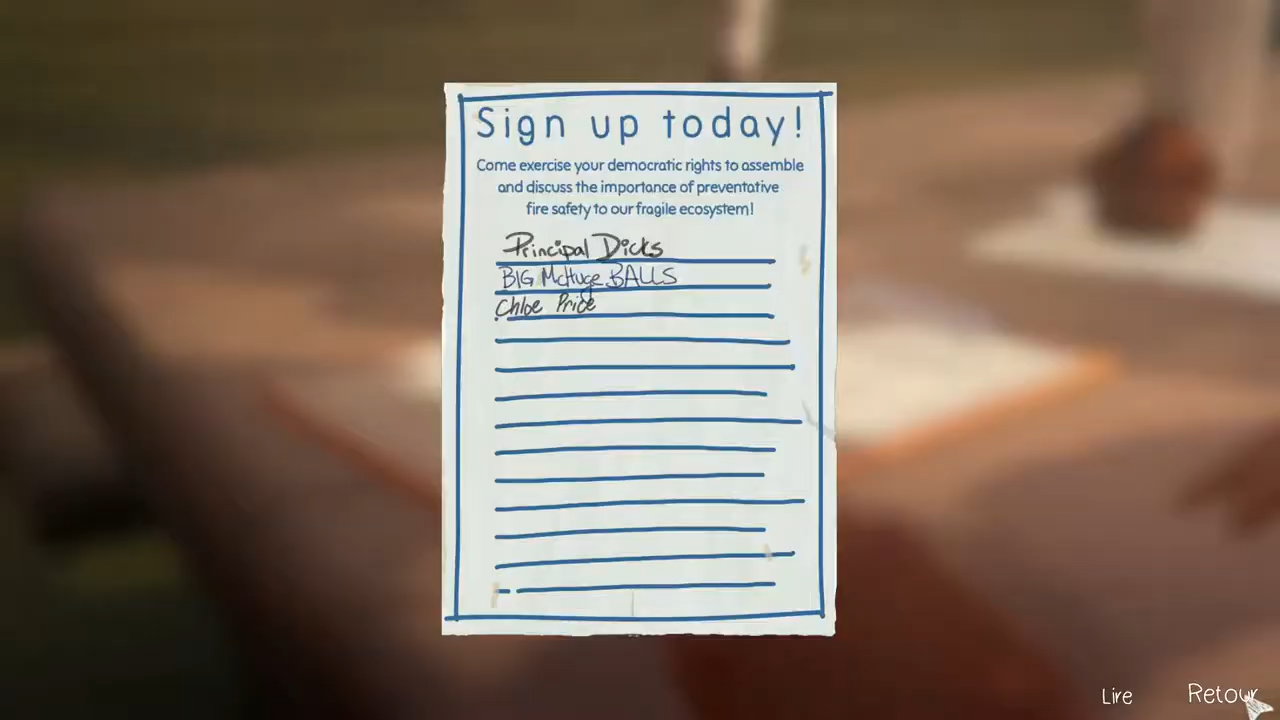 Sign up today!
Come exercise your democratic rights to assemble
and discuss the importance of preventative
fire safety to our fragile ecosystem!
Principal Dicks
BIG McHuge BALLS
Chloe Price
Lire
Retour